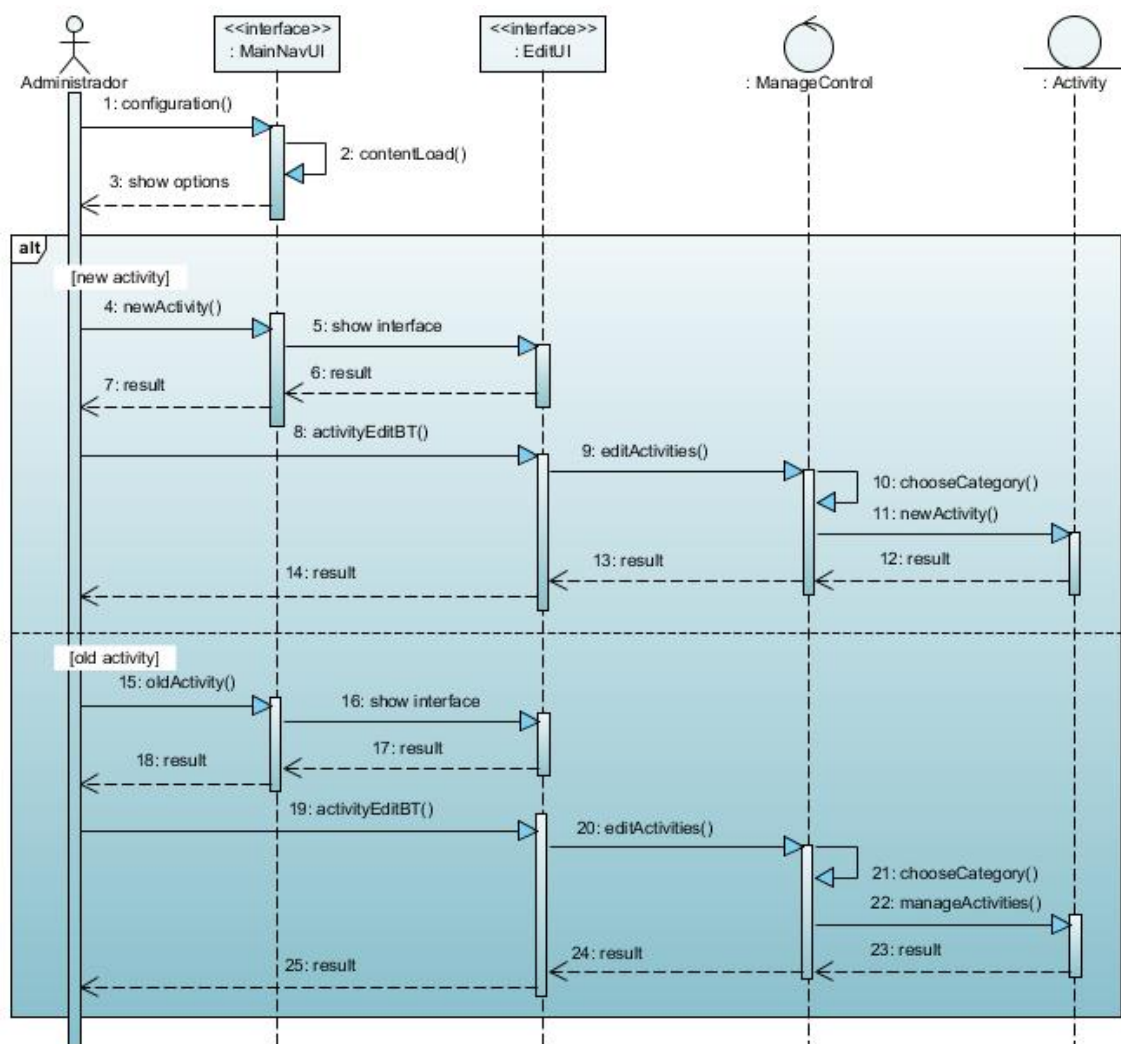 <<interface>>
: MainNavUI
<<interface>>
: EditUI
Administrador
: ManageControl
: Activity
1: configuration()
2: contentLoad()
3: show options
alt
[new activity]
4: newActivity()
5: show interface
6: result
7: result
8: activityEditBT()
9: editActivities()
10: chooseCategory()
11: newActivity()
12: result
13: result
14: result
[old activity]
15: oldActivity()
16: show interface
17: result
18: result
19: activityEditBT()
20: editActivities()
21: chooseCategory()
22: manageActivities()
23: result
24: result
25: result